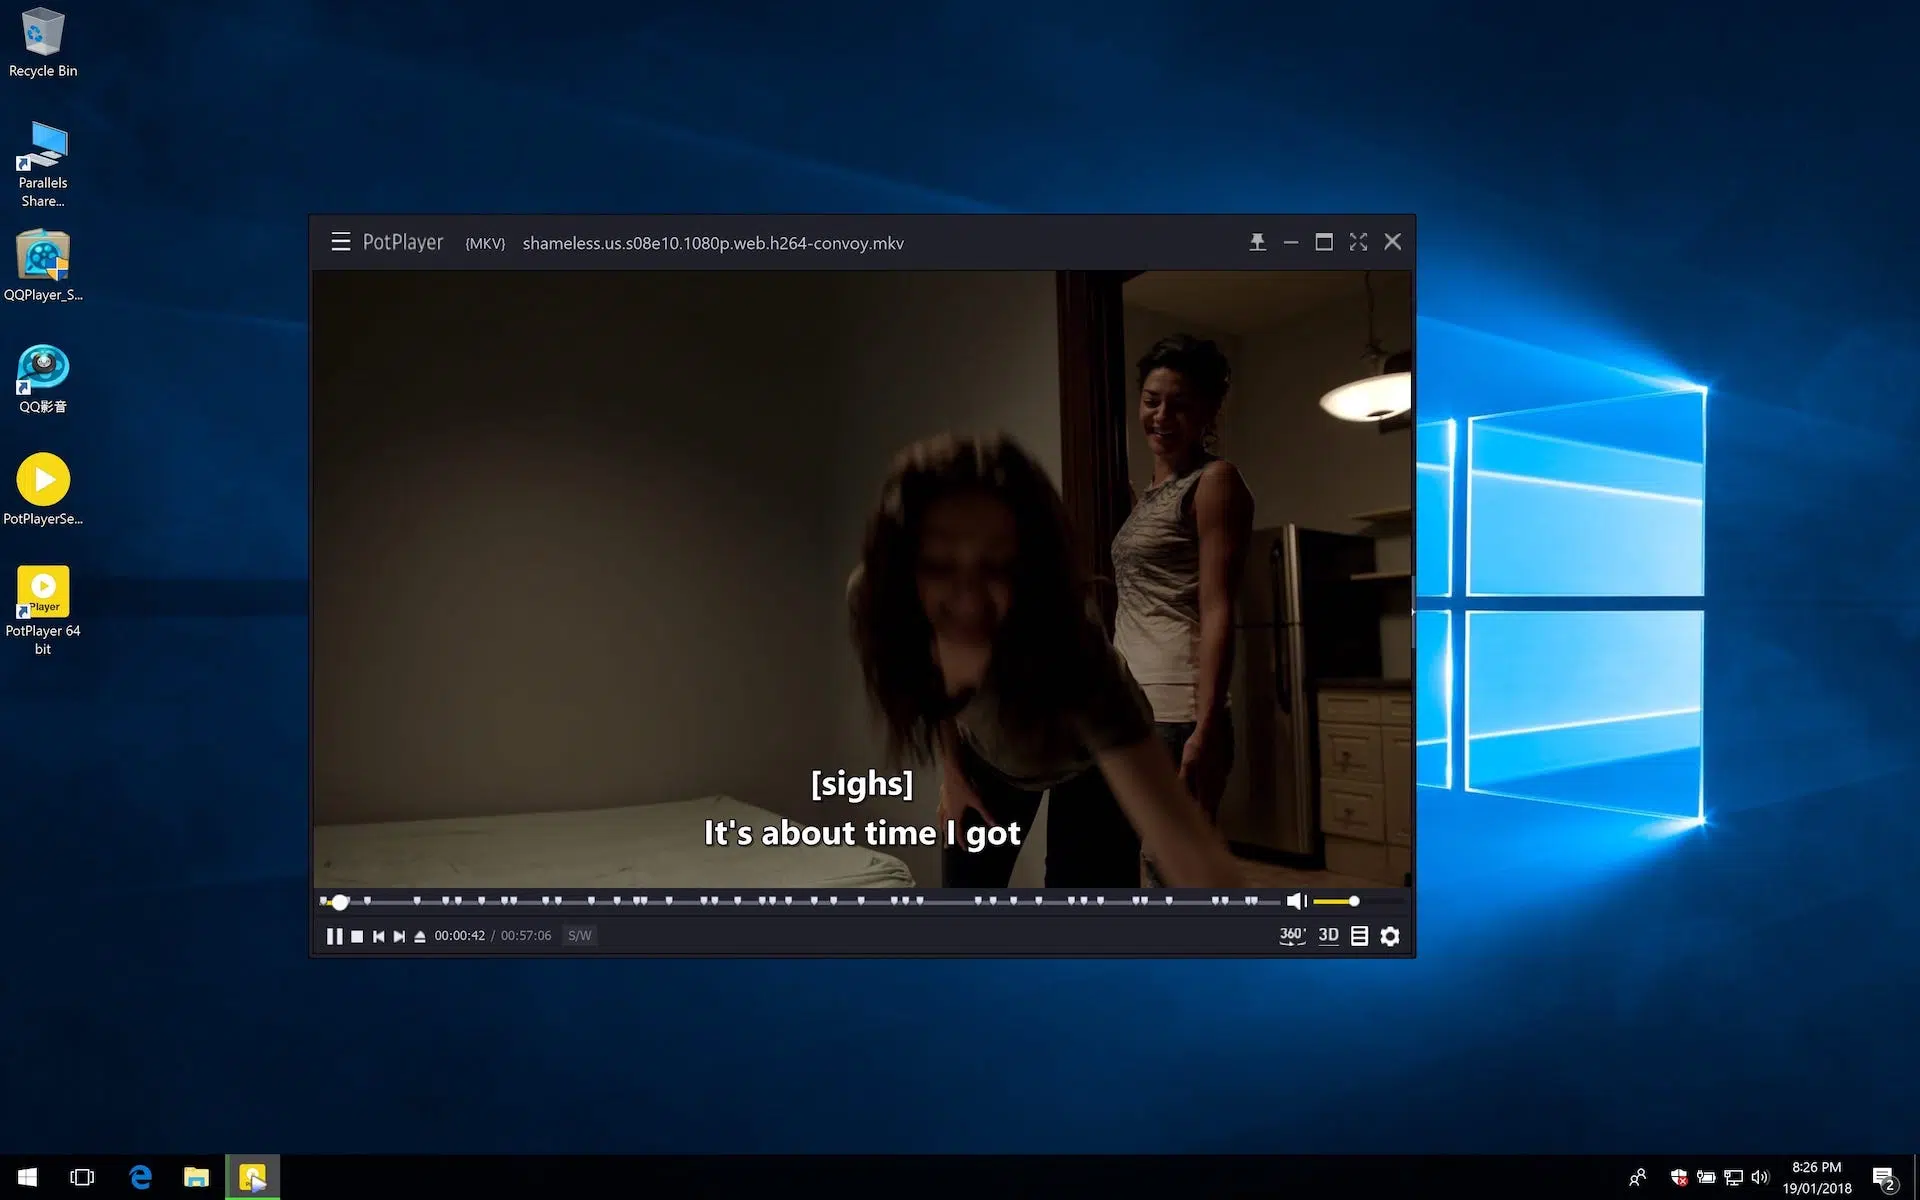 Recycle Bin
Parallels
Share...
QQPlayer_S...
QQ影音
PotPlayerSe...
Player
PotPlayer 64
bit
PotPlayer {MKV} shameless.us.s08e10.1080p.web.h264-convoy.mkv
[sighs]
It's about time I got
00:00:42 / 00:57:06 S/W
360° 3D
8:26 PM
19/01/2018
2